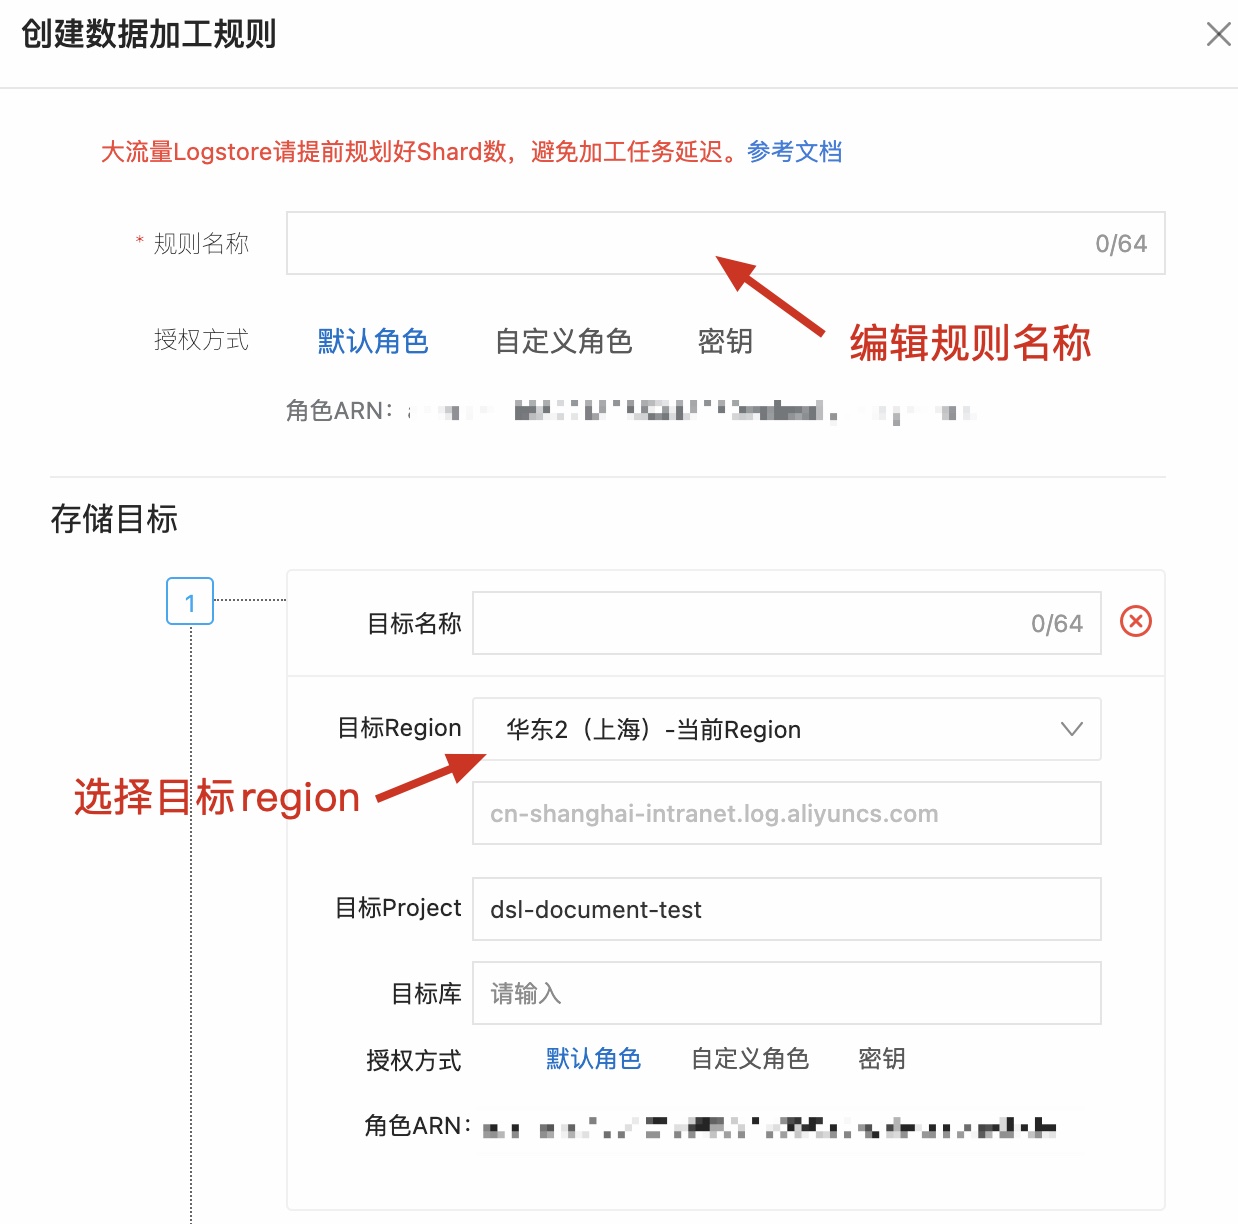 创建数据加工规则
大流量Logstore请提前规划好Shard数，避免加工任务延迟。参考文档
* 规则名称
0/64
授权方式 默认角色 自定义角色 密钥
编辑规则名称
角色ARN：
存储目标
1
目标名称
0/64
目标Region 华东2（上海）-当前Region
选择目标region
cn-shanghai-intranet.log.aliyuncs.com
目标Project dsl-document-test
目标库 请输入
授权方式 默认角色 自定义角色 密钥
角色ARN：